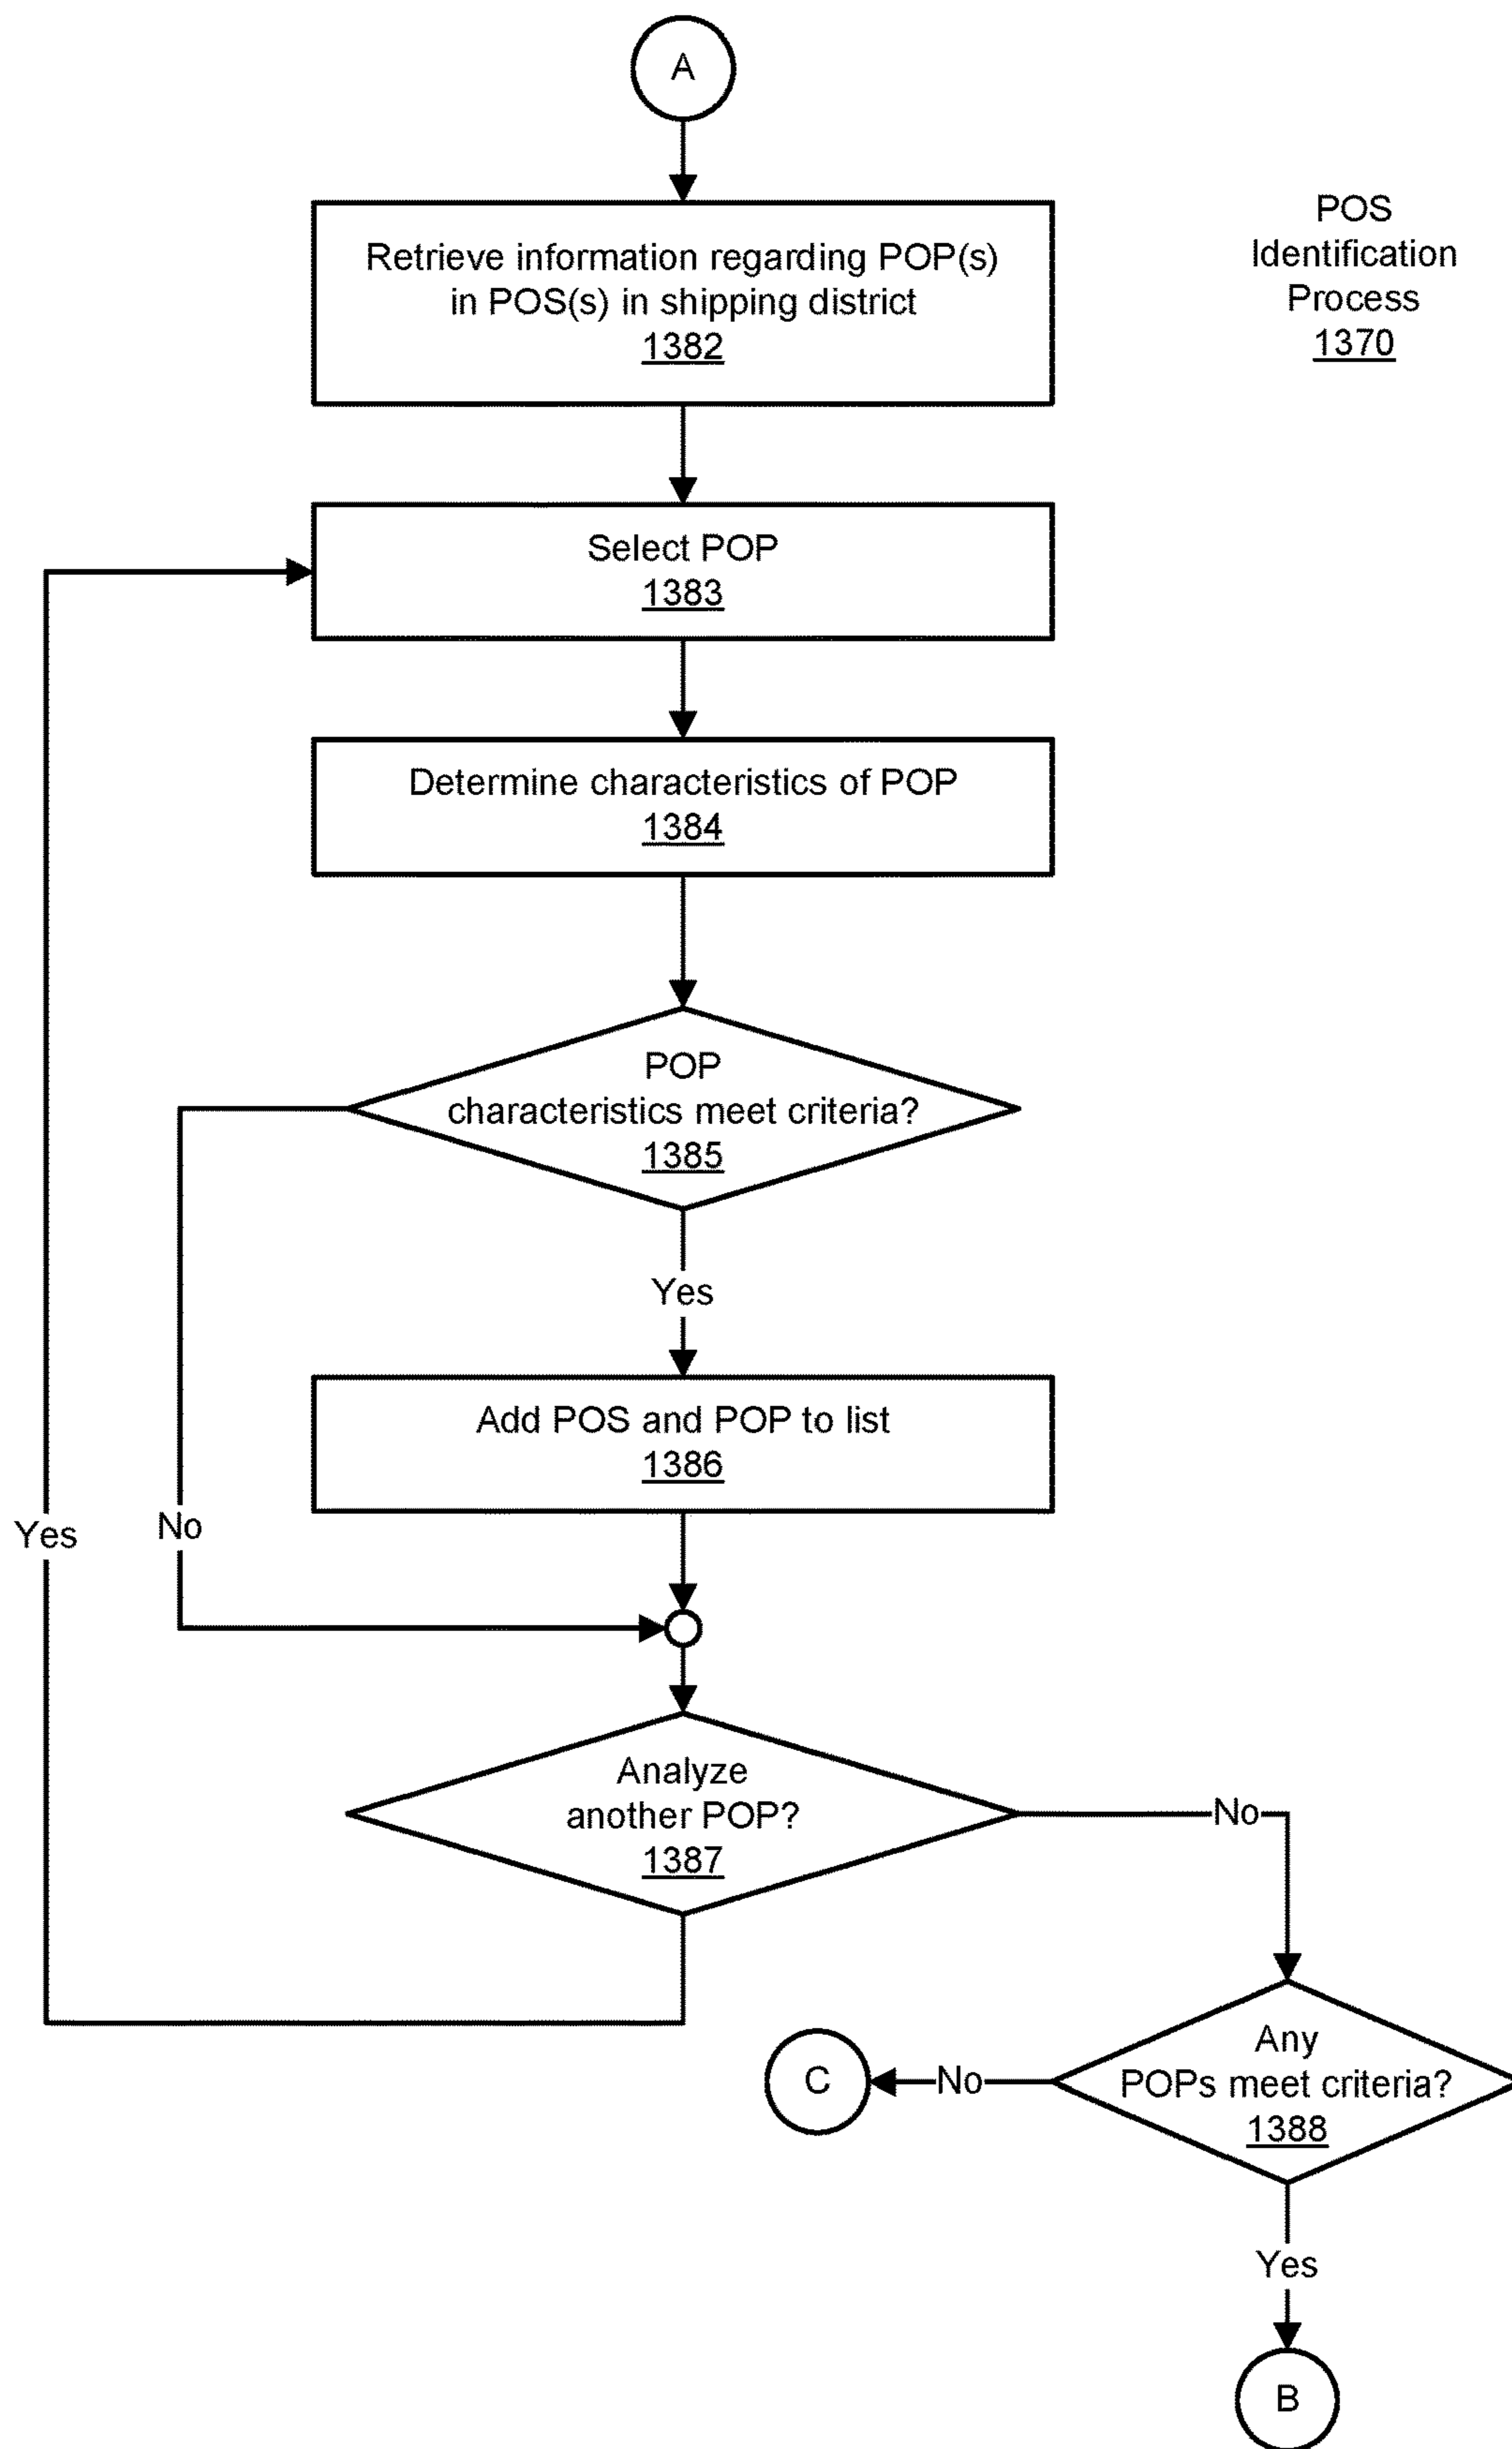 A
Retrieve information regarding POP(s)
in POS(s) in shipping district
1382
POS
Identification
Process
1370
Select POP
1383
Determine characteristics of POP
1384
POP
characteristics meet criteria?
1385
Yes
Add POS and POP to list
1386
Yes
No
Analyze
another POP?
1387
No
Any
POPs meet criteria?
1388
No
C
Yes
B